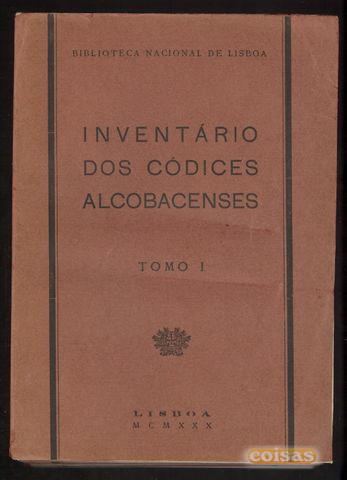 BIBLIOTECA NACIONAL DE LISBOA
INVENTÁRIO
DOS CÓDICES
ALCOBACENSES
TOMO I
LISBOA
MCMXXX
coisas